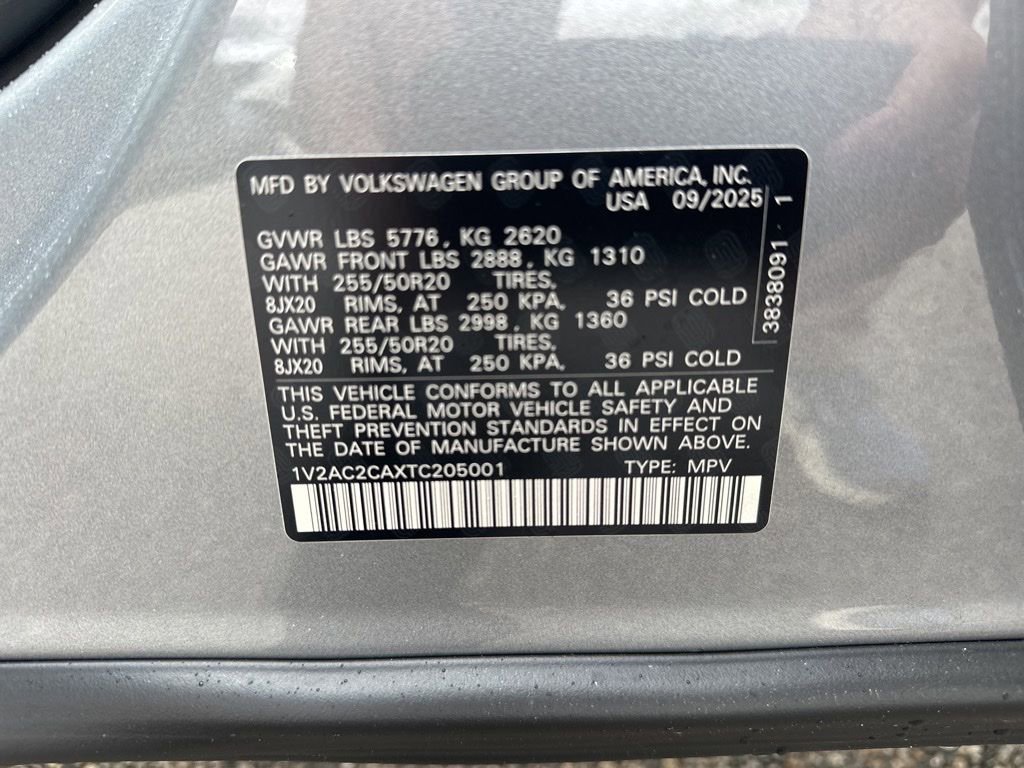 MFD BY VOLKSWAGEN GROUP OF AMERICA, INC.
USA 09/2025
GVWR LBS 5776, KG 2620
GAWR FRONT LBS 2888, KG 1310
WITH 255/50R20 TIRES,
8JX20 RIMS, AT 250 KPA, 36 PSI COLD
GAWR REAR LBS 2998, KG 1360
WITH 255/50R20 TIRES,
8JX20 RIMS, AT 250 KPA, 36 PSI COLD
THIS VEHICLE CONFORMS TO ALL APPLICABLE
U.S. FEDERAL MOTOR VEHICLE SAFETY AND
THEFT PREVENTION STANDARDS IN EFFECT ON
THE DATE OF MANUFACTURE SHOWN ABOVE.
1V2AC2CAXTC205001 TYPE: MPV
3838091 1